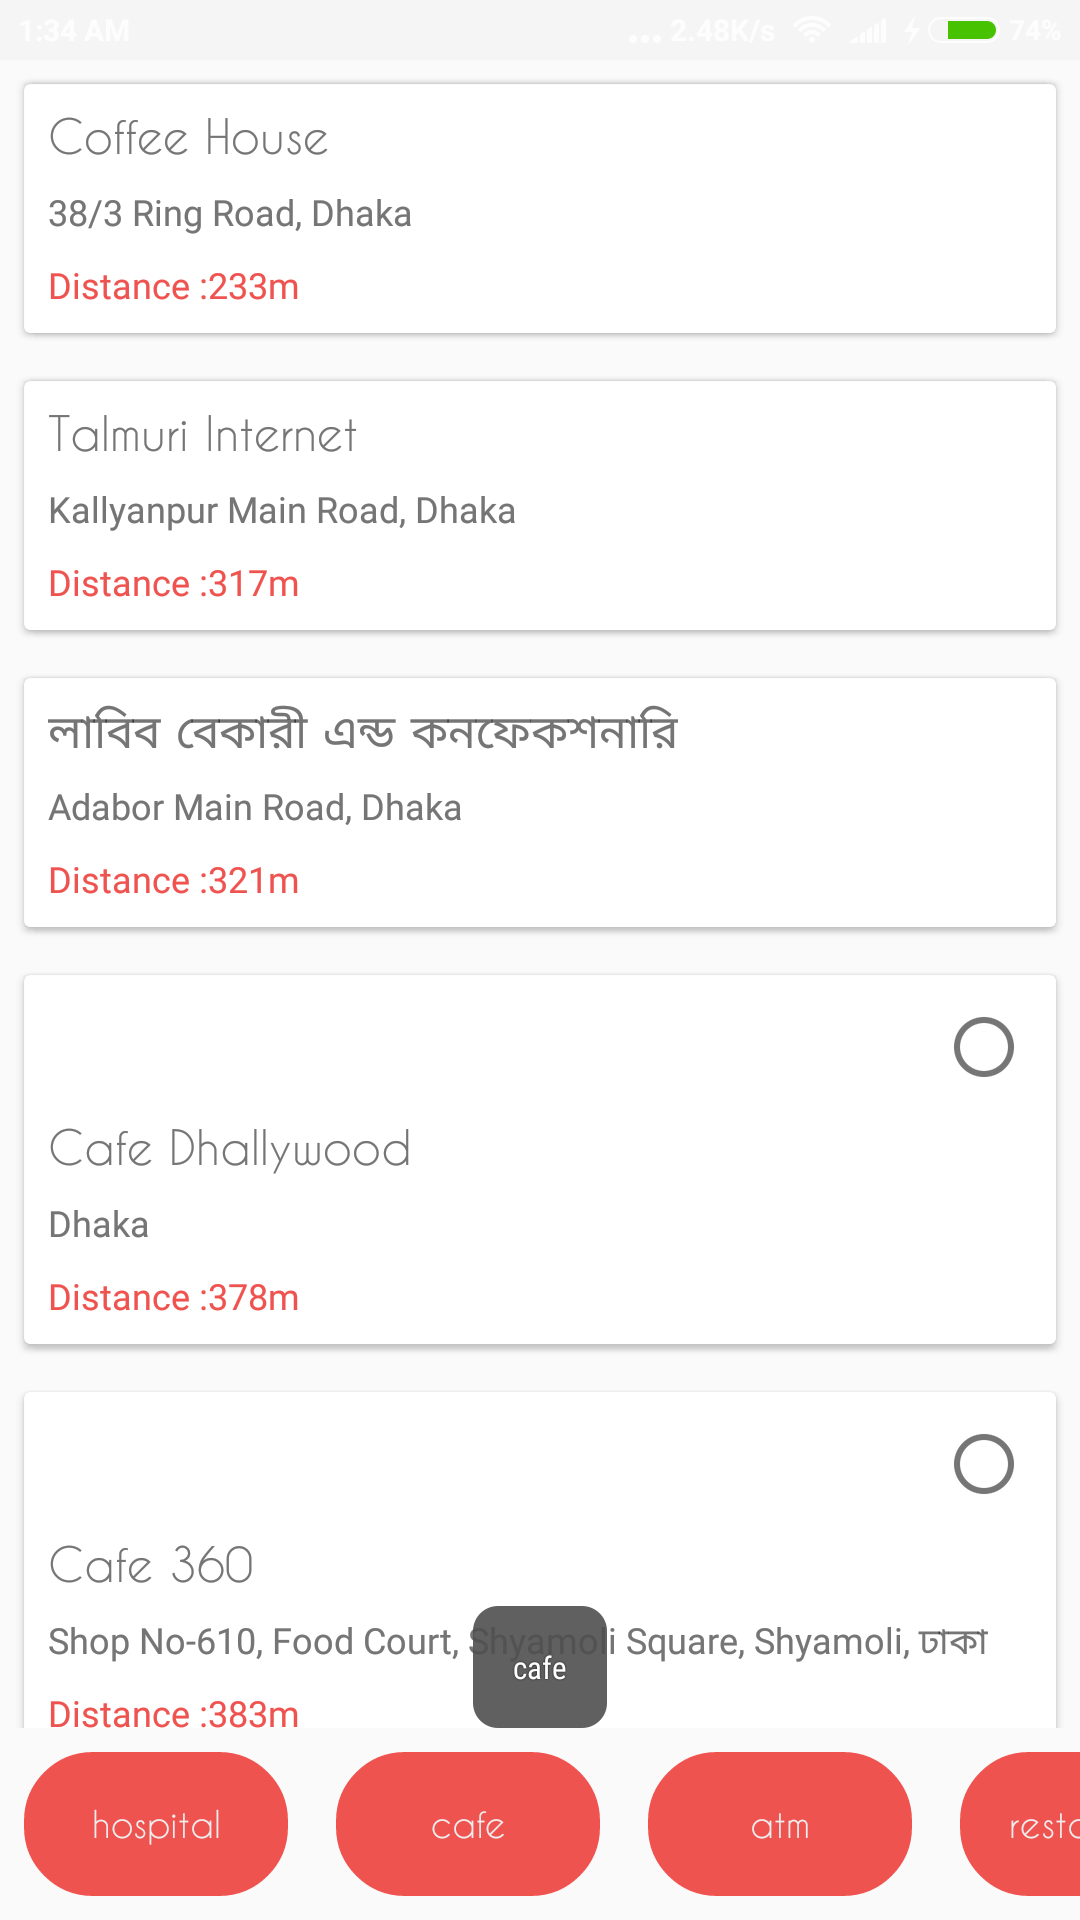 1:34 AM ... 2.48K/s 74%
Coffee House
38/3 Ring Road, Dhaka
Distance :233m
Talmuri Internet
Kallyanpur Main Road, Dhaka
Distance :317m
লাবিব বেকারী এন্ড কনফেকশনারি
Adabor Main Road, Dhaka
Distance :321m
Cafe Dhallywood
Dhaka
Distance :378m
Cafe 360
Shop No-610, Food Court, Shyamoli Square, Shyamoli, ঢাকা
cafe
Distance :383m
hospital cafe atm